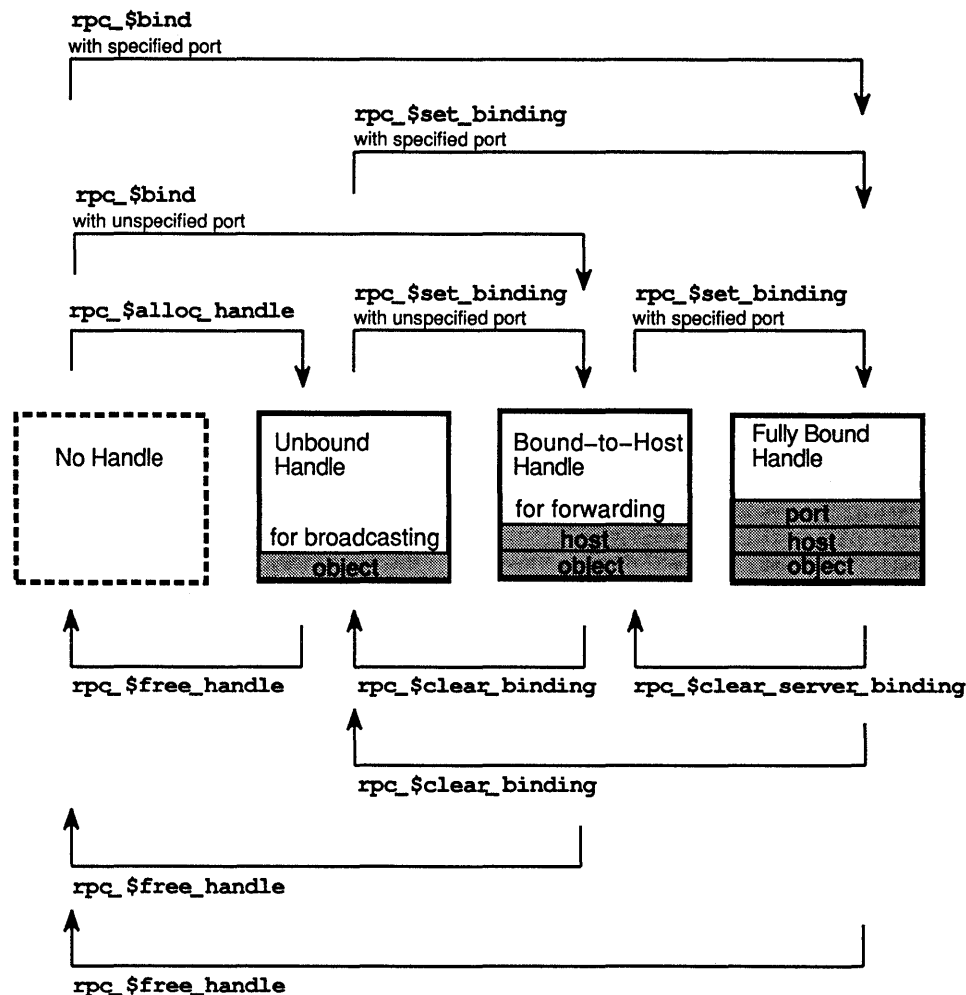 rpc_$bind
with specified port
rpc_$set_binding
with specified port
rpc_$bind
with unspecified port
rpc_$alloc_handle
rpc_$set_binding
with unspecified port
rpc_$set_binding
with specified port
No Handle
Unbound
Handle
for broadcasting
object
Bound-to-Host
Handle
for forwarding
host
object
Fully Bound
Handle
port
host
object
rpc_$free_handle
rpc_$clear_binding
rpc_$clear_server_binding
rpc_$clear_binding
rpc_$free_handle
rpc_$free_handle